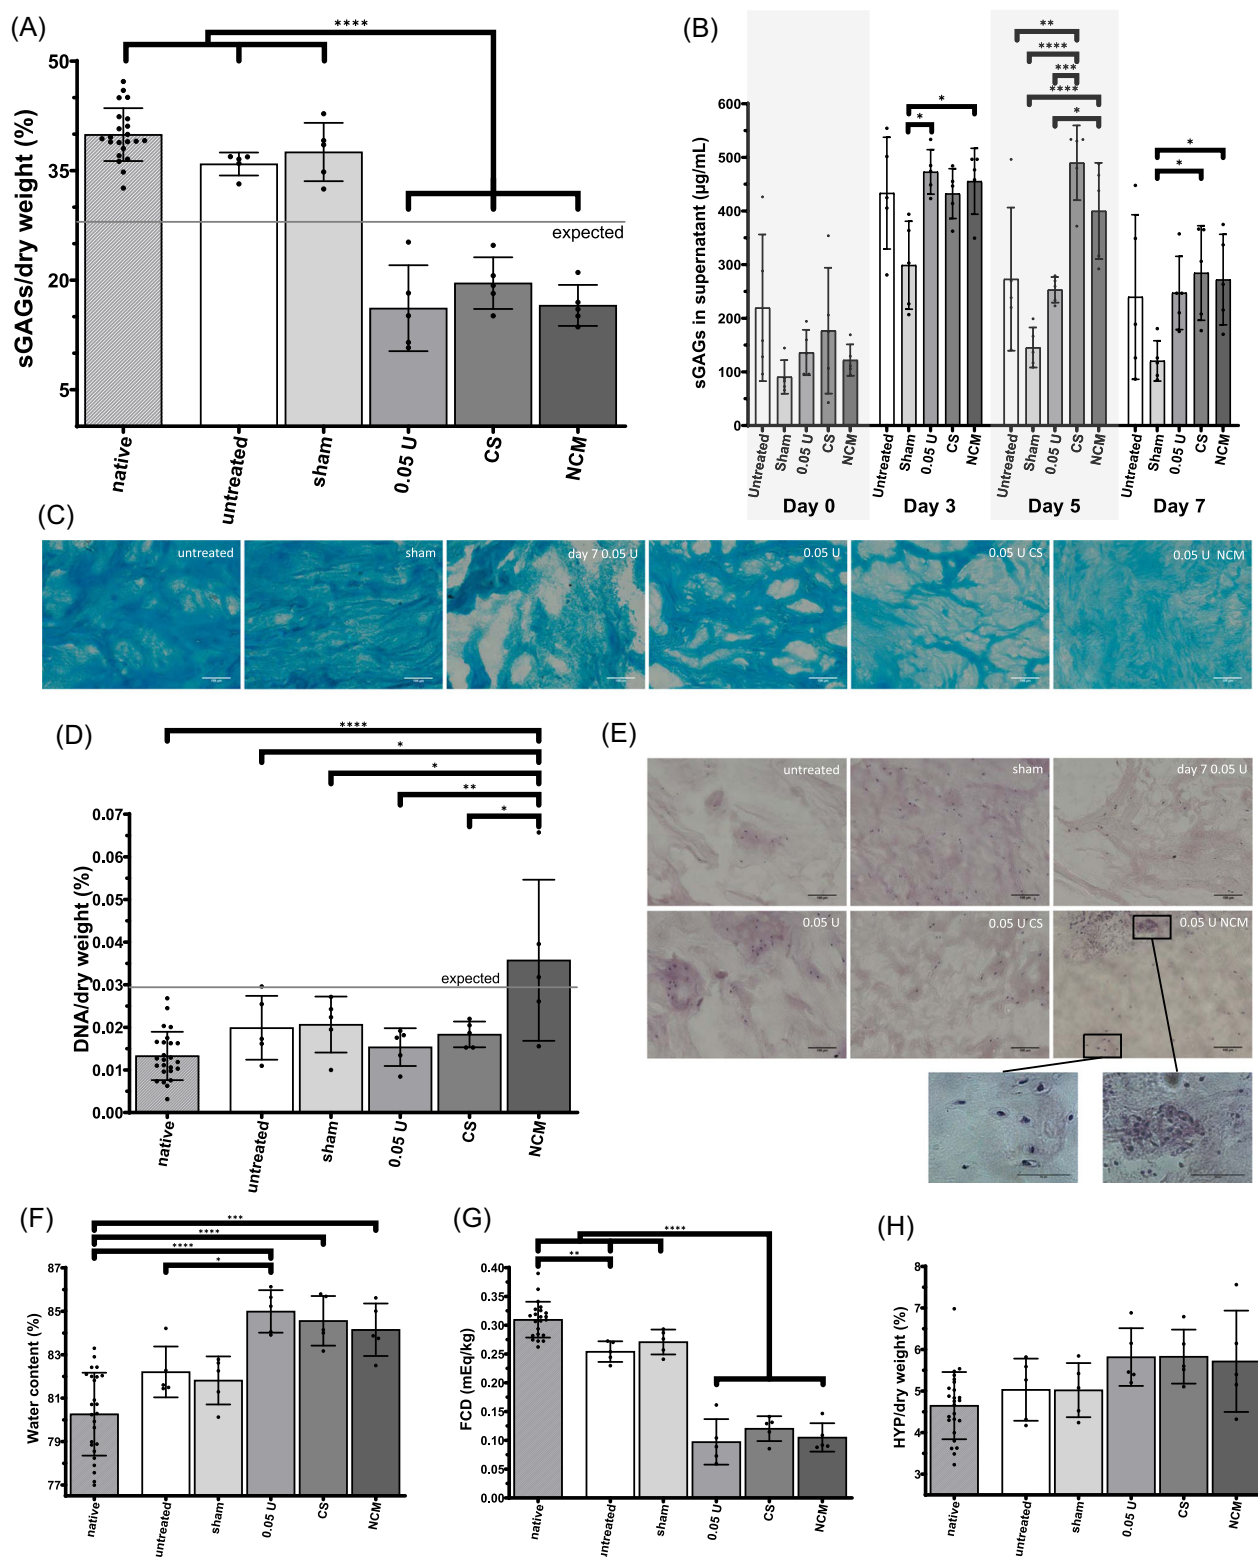 (A)
****
sGAGs/dry weight (%)
50
35
20
5
expected
native
untreated
sham
0.05 U
CS
NCM
(B)
**
****
***
****
*
*
*
*
*
sGAGs in supernatant (µg/mL)
600
500
400
300
200
100
0
Untreated
Sham
0.05 U
CS
NCM
Untreated
Sham
0.05 U
CS
NCM
Untreated
Sham
0.05 U
CS
NCM
Untreated
Sham
0.05 U
CS
NCM
Day 0
Day 3
Day 5
Day 7
(C)
untreated
sham
day 7 0.05 U
0.05 U
0.05 U CS
0.05 U NCM
(D)
****
*
*
**
*
DNA/dry weight (%)
0.07
0.06
0.05
0.04
0.03
0.02
0.01
0.00
expected
native
untreated
sham
0.05 U
CS
NCM
(E)
untreated
sham
day 7 0.05 U
0.05 U
0.05 U CS
0.05 U NCM
(F)
***
****
****
*
Water content (%)
87
85
83
81
79
77
native
untreated
sham
0.05 U
CS
NCM
(G)
****
**
FCD (mEq/kg)
0.40
0.35
0.30
0.25
0.20
0.15
0.10
0.05
0.00
native
untreated
sham
0.05 U
CS
NCM
(H)
HYP/dry weight (%)
8
7
6
5
4
3
native
untreated
sham
0.05 U
CS
NCM